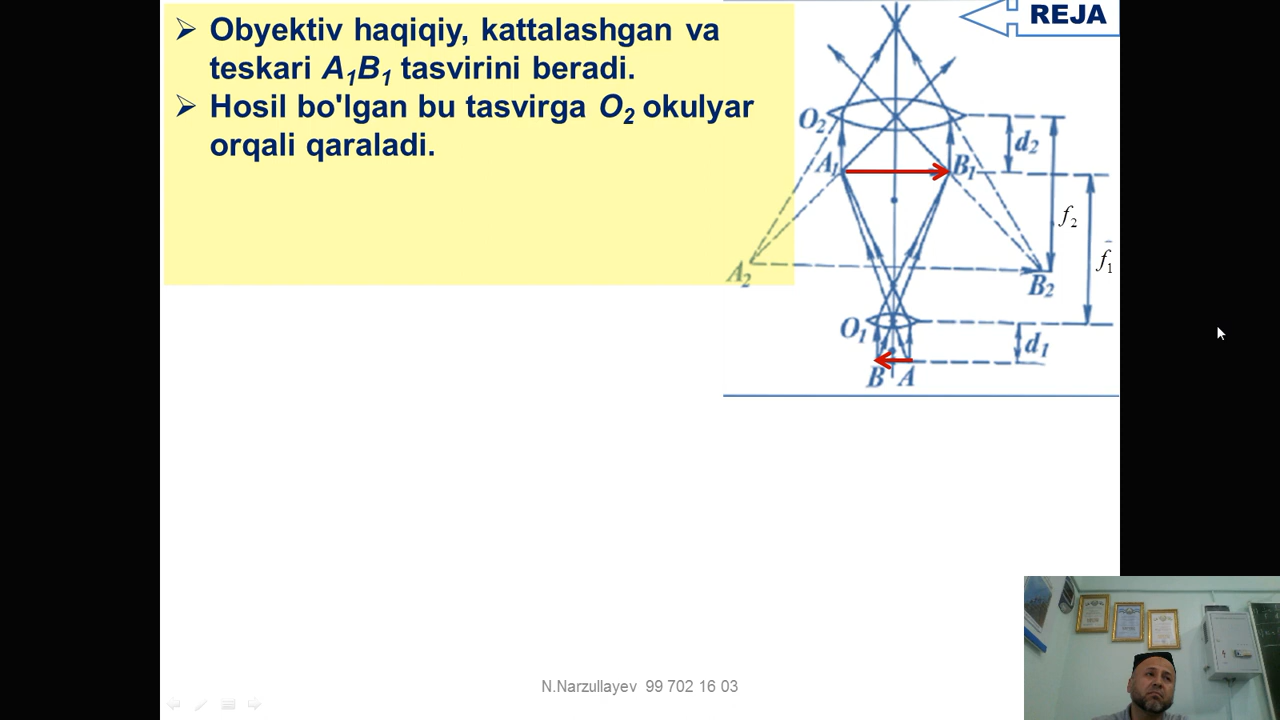 Obyektiv haqiqiy, kattalashgan va
teskari A₁B₁ tasvirini beradi.
Hosil bo'lgan bu tasvirga O₂ okulyar
orqali qaraladi.
REJA
O₂
d₂
A₁
B₁
f₂
f₁
A₂
B₂
O₁
d₁
B A
N.Narzullayev 99 702 16 03